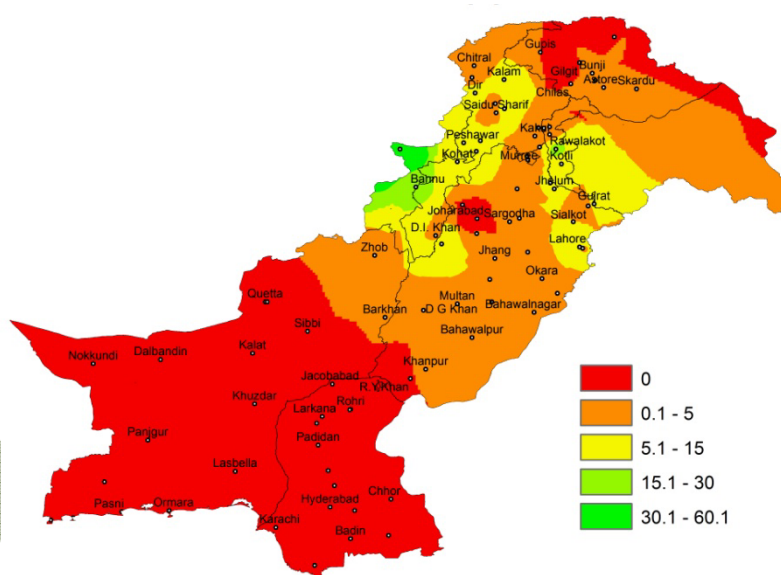 Gupis
Chitral
Kalam
Gilgit
Bunji
Astore
Skardu
Chilas
Dir
Saidu Sharif
Kakul
Peshawar
Rawalakot
Kohat
Murree
Kotli
Bannu
Jhalum
Gujrat
Joharabad
Sargodha
Sialkot
D.I. Khan
Lahore
Zhob
Jhang
Okara
Quetta
Multan
Barkhan
D G Khan
Bahawalnagar
Sibbi
Bahawalpur
Kalat
Nokkundi
Dalbandin
Khanpur
Jacobabad
R.Y.Khan
Khuzdar
Rohri
Larkana
Panjgur
Padidan
Lasbella
Pasni
Ormara
Hyderabad
Chhor
Karachi
Badin
0
0.1 - 5
5.1 - 15
15.1 - 30
30.1 - 60.1